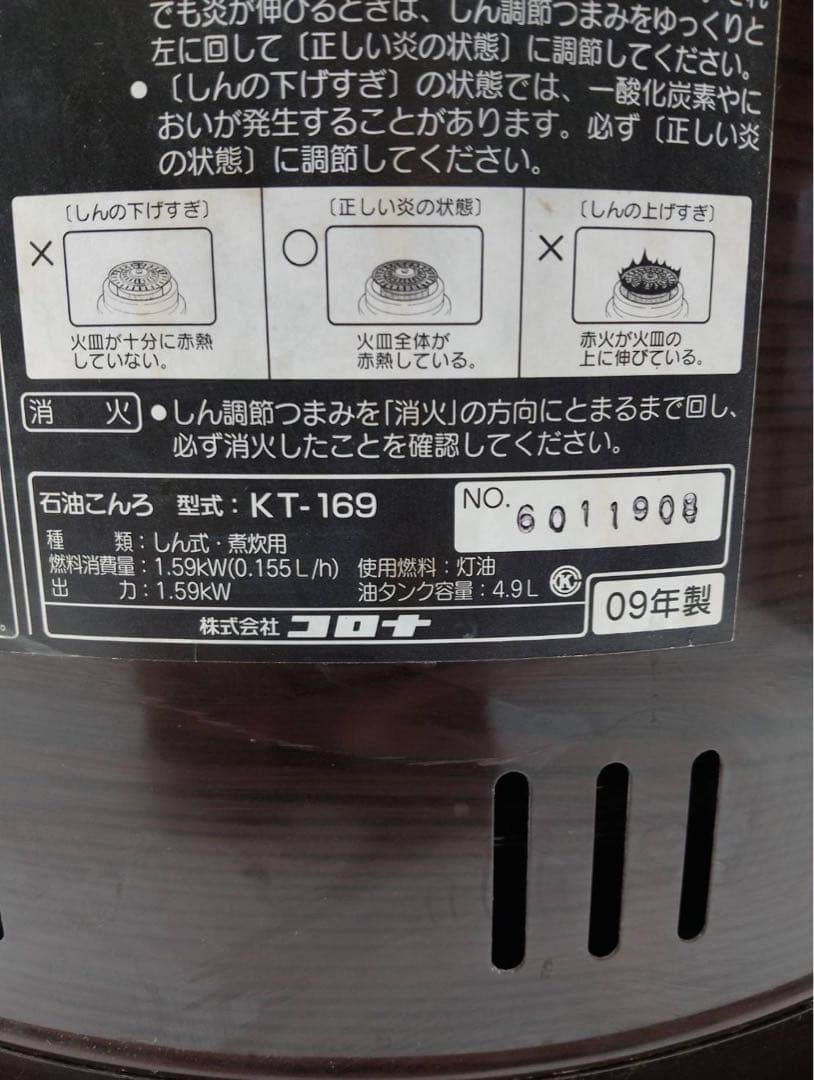 でも炎が伸びるときは、しん調節つまみをゆっくりと
左に回して〔正しい炎の状態〕に調節してください。
●〔しんの下げすぎ〕の状態では、一酸化炭素やに
おいが発生することがあります。必ず〔正しい炎
の状態〕に調節してください。
〔しんの下げすぎ〕
×
火皿が十分に赤熱
していない。
〔正しい炎の状態〕
○
火皿全体が
赤熱している。
〔しんの上げすぎ〕
×
赤火が火皿の
上に伸びている。
消 火 ●しん調節つまみを「消火」の方向にとまるまで回し、
必ず消火したことを確認してください。
石油こんろ 型式：KT-169
NO. 6011908
種 類：しん式・煮炊用
燃料消費量：1.59kW(0.155L/h) 使用燃料：灯油
出 力：1.59kW 油タンク容量：4.9L
株式会社 コロナ
09年製